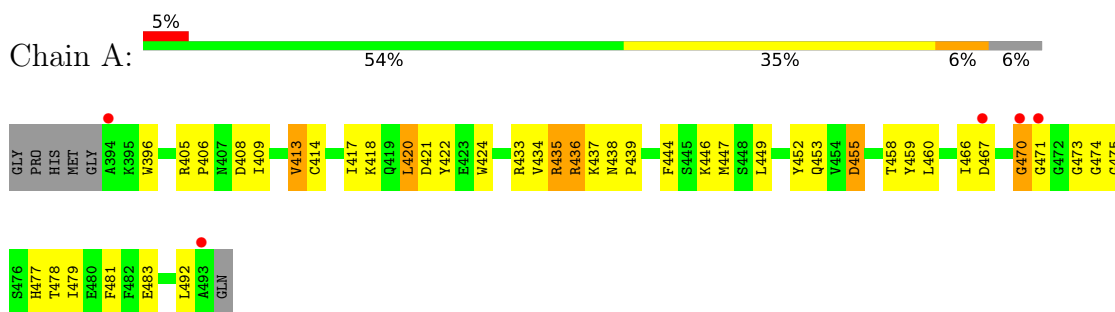 5%
Chain A:
54% 35% 6% 6%
GLY PRO HIS MET GLY A394 K395 W396 R405 P406 N407 D408 I409 V413 C414 I417 K418 Q419 L420 D421 Y422 E423 W424 R433 V434 R435 R436 K437 N438 P439 F444 S445 K446 M447 S448 L449 Y452 Q453 V454 D455 T458 Y459 L460 I466 D467 G470 G471 G472 G473 G474 G475
S476 H477 T478 I479 E480 F481 F482 E483 L492 A493 GLN